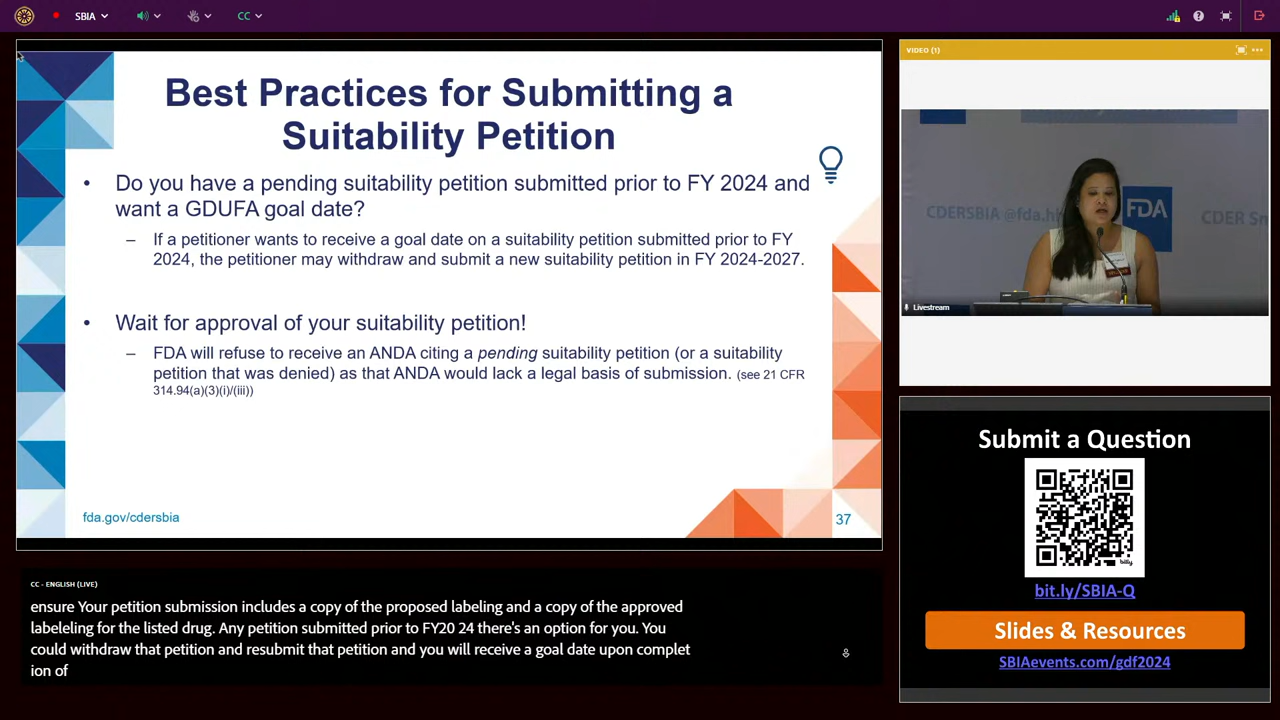 SBIA
CC
Best Practices for Submitting a
Suitability Petition
• Do you have a pending suitability petition submitted prior to FY 2024 and
want a GDUFA goal date?
– If a petitioner wants to receive a goal date on a suitability petition submitted prior to FY
2024, the petitioner may withdraw and submit a new suitability petition in FY 2024-2027.
• Wait for approval of your suitability petition!
– FDA will refuse to receive an ANDA citing a pending suitability petition (or a suitability
petition that was denied) as that ANDA would lack a legal basis of submission. (see 21 CFR
314.94(a)(3)(i)/(iii))
fda.gov/cdersbia
37
CC - ENGLISH (LIVE)
ensure Your petition submission includes a copy of the proposed labeling and a copy of the approved
labeleling for the listed drug. Any petition submitted prior to FY20 24 there's an option for you. You
could withdraw that petition and resubmit that petition and you will receive a goal date upon complet
ion of
VIDEO (1)
CDERSBIA@fda.h
FDA
CDER Sm
Livestream
Submit a Question
bitly
bit.ly/SBIA-Q
Slides & Resources
SBIAevents.com/gdf2024